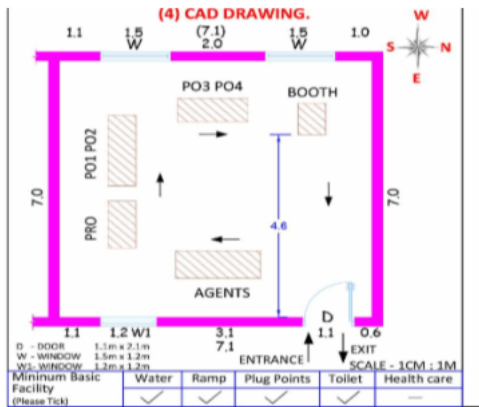 (4) CAD DRAWING.
W
S N
E
1.1 1.5 (7.1) 1.5 1.0
W 2.0 W
PO3 PO4
BOOTH
PO1 PO2
7.0
7.0
4.6
PRO
AGENTS
D
1.1 1.2 W1 3.1 1.1 0.6
7.1
D - DOOR 1.1m x 2.1m
W - WINDOW 1.5m x 1.2m
W1- WINDOW 1.2m x 1.2m
ENTRANCE
EXIT
SCALE - 1CM : 1M
Mininum Basic Facility (Please Tick)
Water Ramp Plug Points Toilet Health care